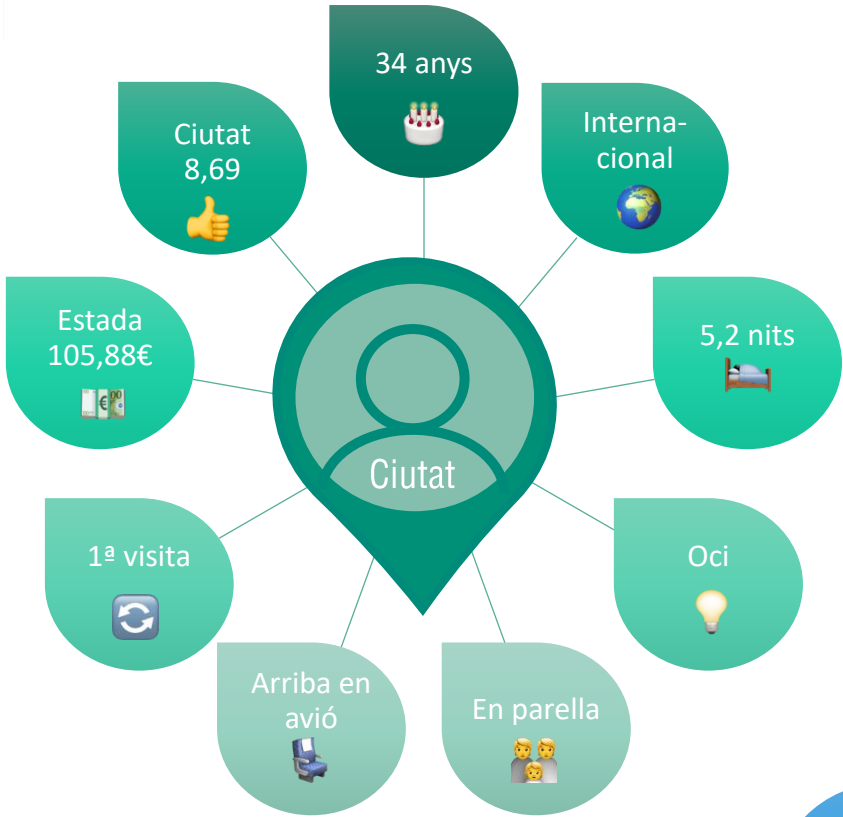 34 anys
Interna-
cional
5,2 nits
Oci
En parella
Arriba en
avió
1ª visita
Estada
105,88€
Ciutat
8,69
Ciutat